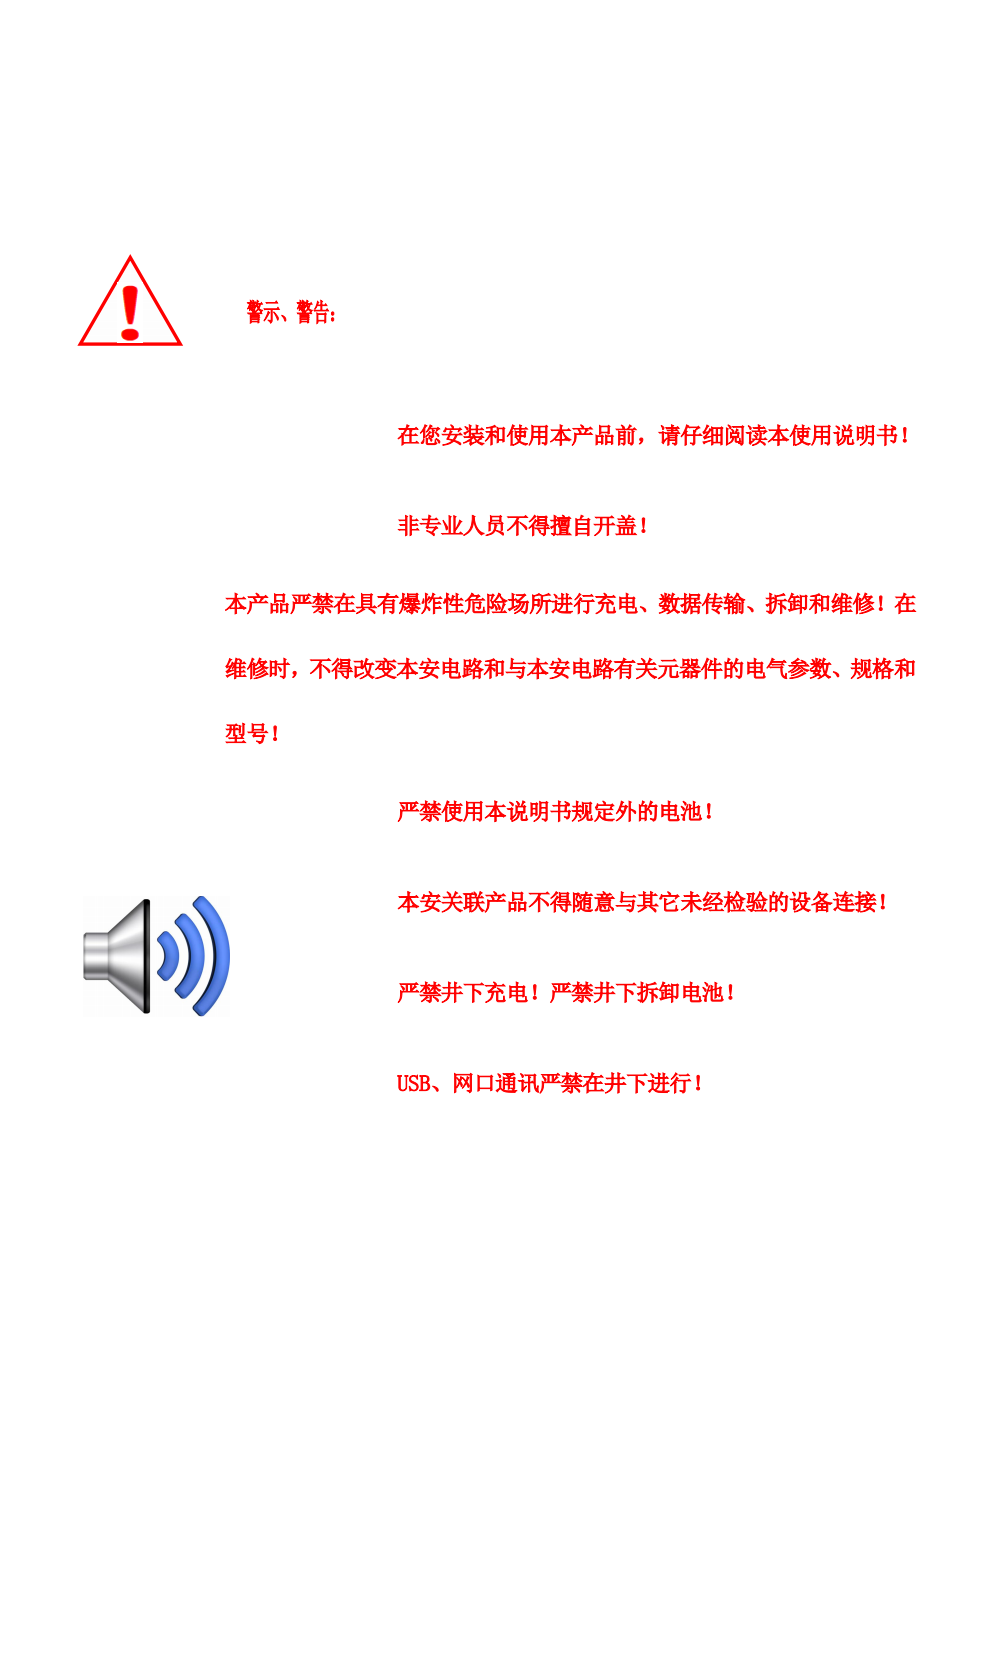 警示、警告：
在您安装和使用本产品前，请仔细阅读本使用说明书！
非专业人员不得擅自开盖！
本产品严禁在具有爆炸性危险场所进行充电、数据传输、拆卸和维修！在
维修时，不得改变本安电路和与本安电路有关元器件的电气参数、规格和
型号！
严禁使用本说明书规定外的电池！
本安关联产品不得随意与其它未经检验的设备连接！
严禁井下充电！严禁井下拆卸电池！
USB、网口通讯严禁在井下进行！